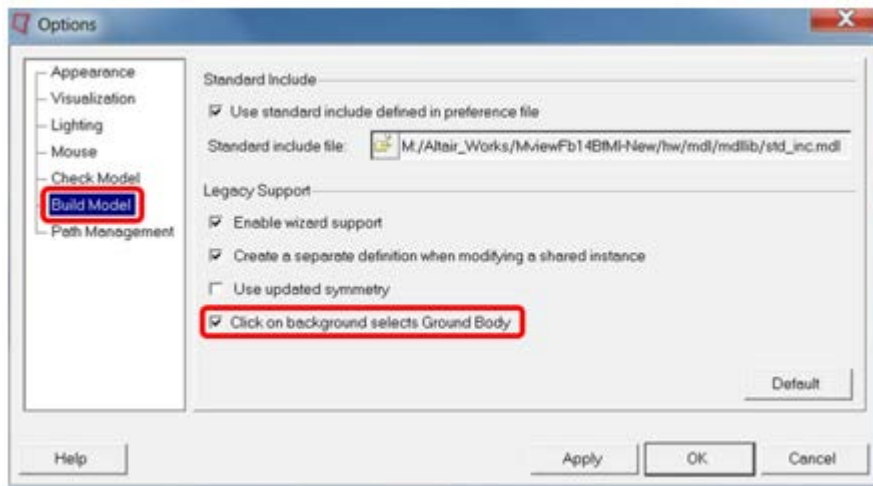 Options
Appearance
Visualization
Lighting
Mouse
Check Model
Build Model
Path Management
Standard Include
Use standard include defined in preference file
Standard include file: M:/Altair_Works/MviewFb14BfMI-New/hw/mdl/mdllib/std_inc.mdl
Legacy Support
Enable wizard support
Create a separate definition when modifying a shared instance
Use updated symmetry
Click on background selects Ground Body
Default
Help
Apply
OK
Cancel